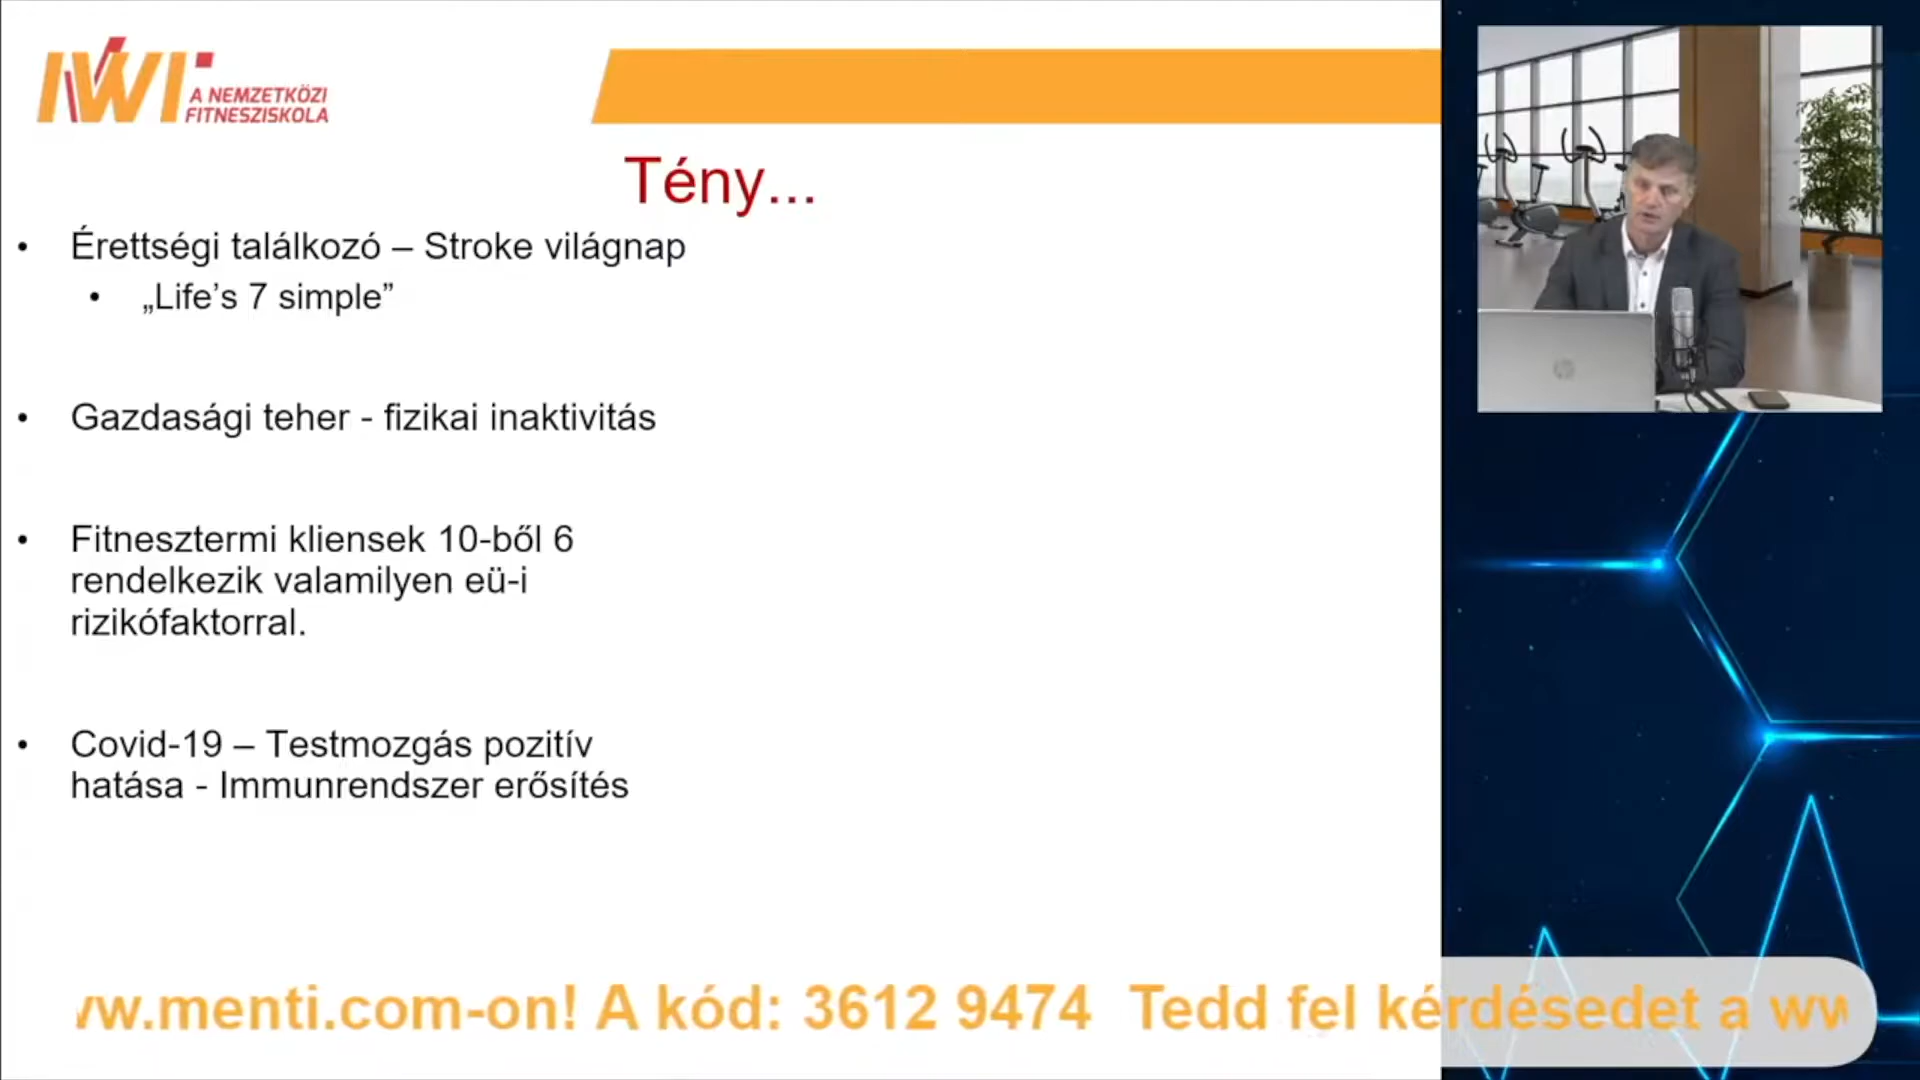 IWI
A NEMZETKÖZI
FITNESZISKOLA
Tény...
• Érettségi találkozó – Stroke világnap
• „Life’s 7 simple”
• Gazdasági teher - fizikai inaktivitás
• Fitnesztermi kliensek 10-ből 6
rendelkezik valamilyen eü-i
rizikófaktorral.
• Covid-19 – Testmozgás pozitív
hatása - Immunrendszer erősítés
w.menti.com-on! A kód: 3612 9474 Tedd fel kérdésedet a ww
hp